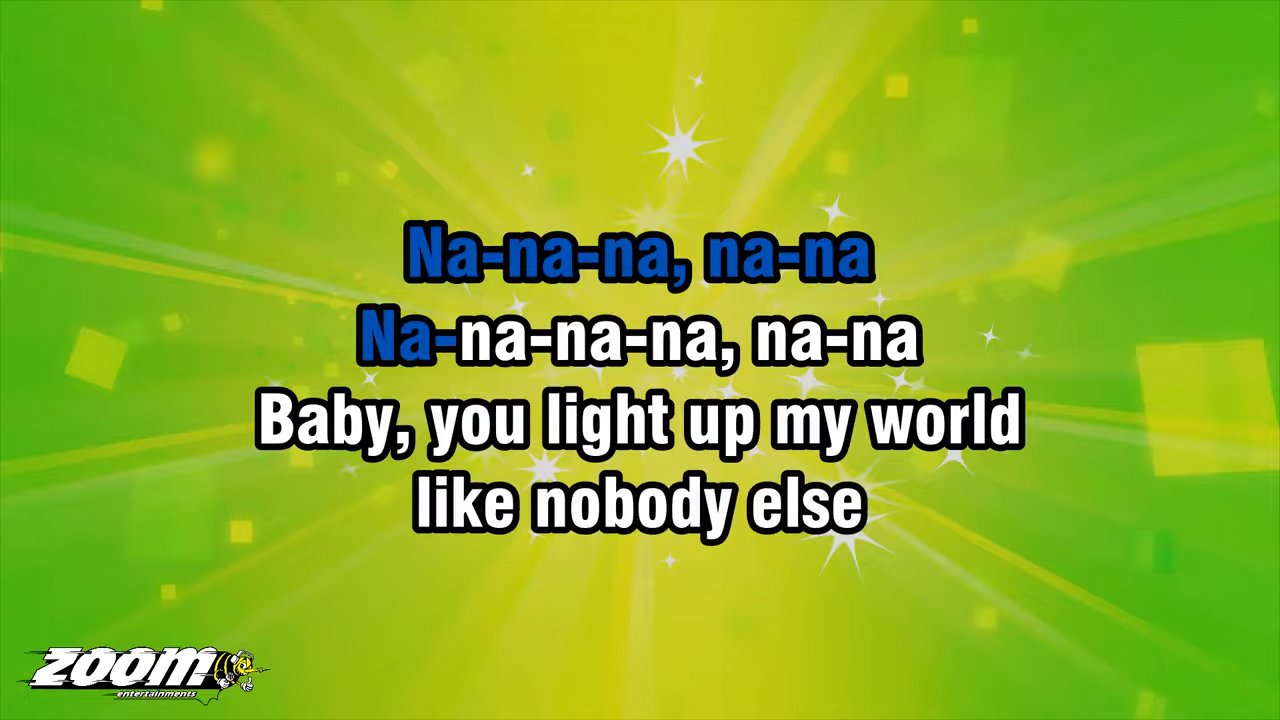 Na-na-na, na-na
Na-na-na-na, na-na
Baby, you light up my world
like nobody else
zoom
entertainments